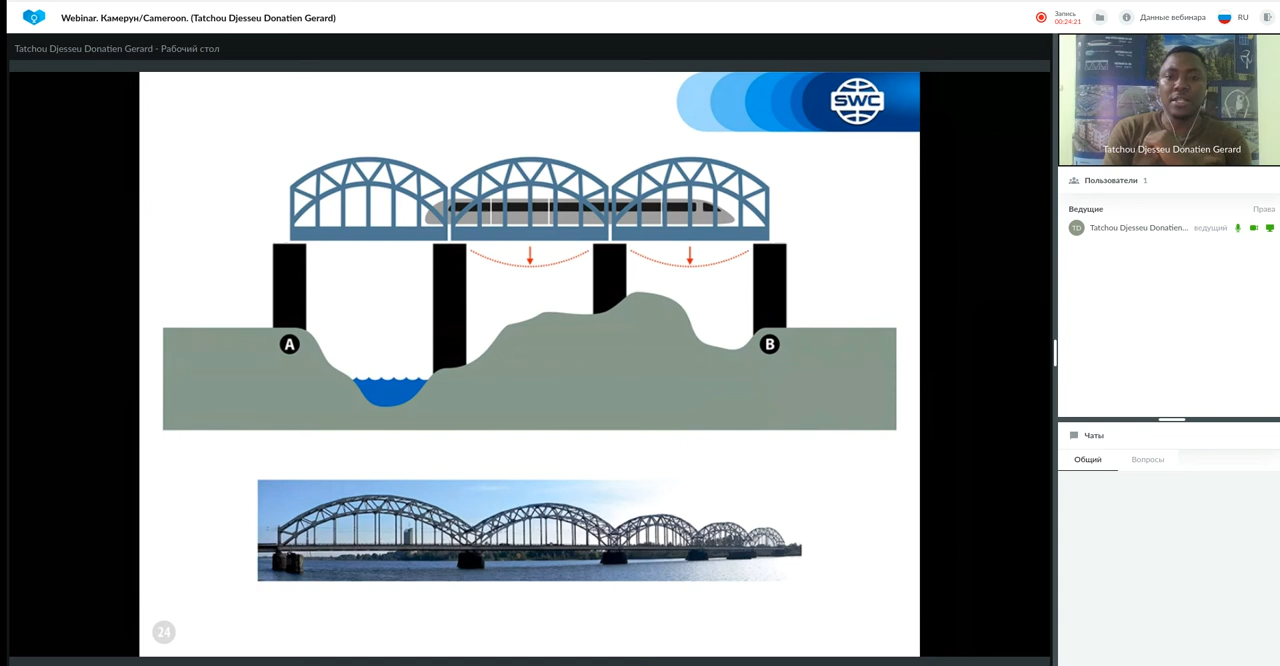 Webinar. Камерун/Cameroon. (Tatchou Djesseu Donatien Gerard)
Запись
00:24:21
Данные вебинара
RU
Tatchou Djesseu Donatien Gerard - Рабочий стол
SWC
A
B
24
Tatchou Djesseu Donatien Gerard
Пользователи 1
Ведущие Права
TD Tatchou Djesseu Donatien... ведущий
Чаты
Общий Вопросы